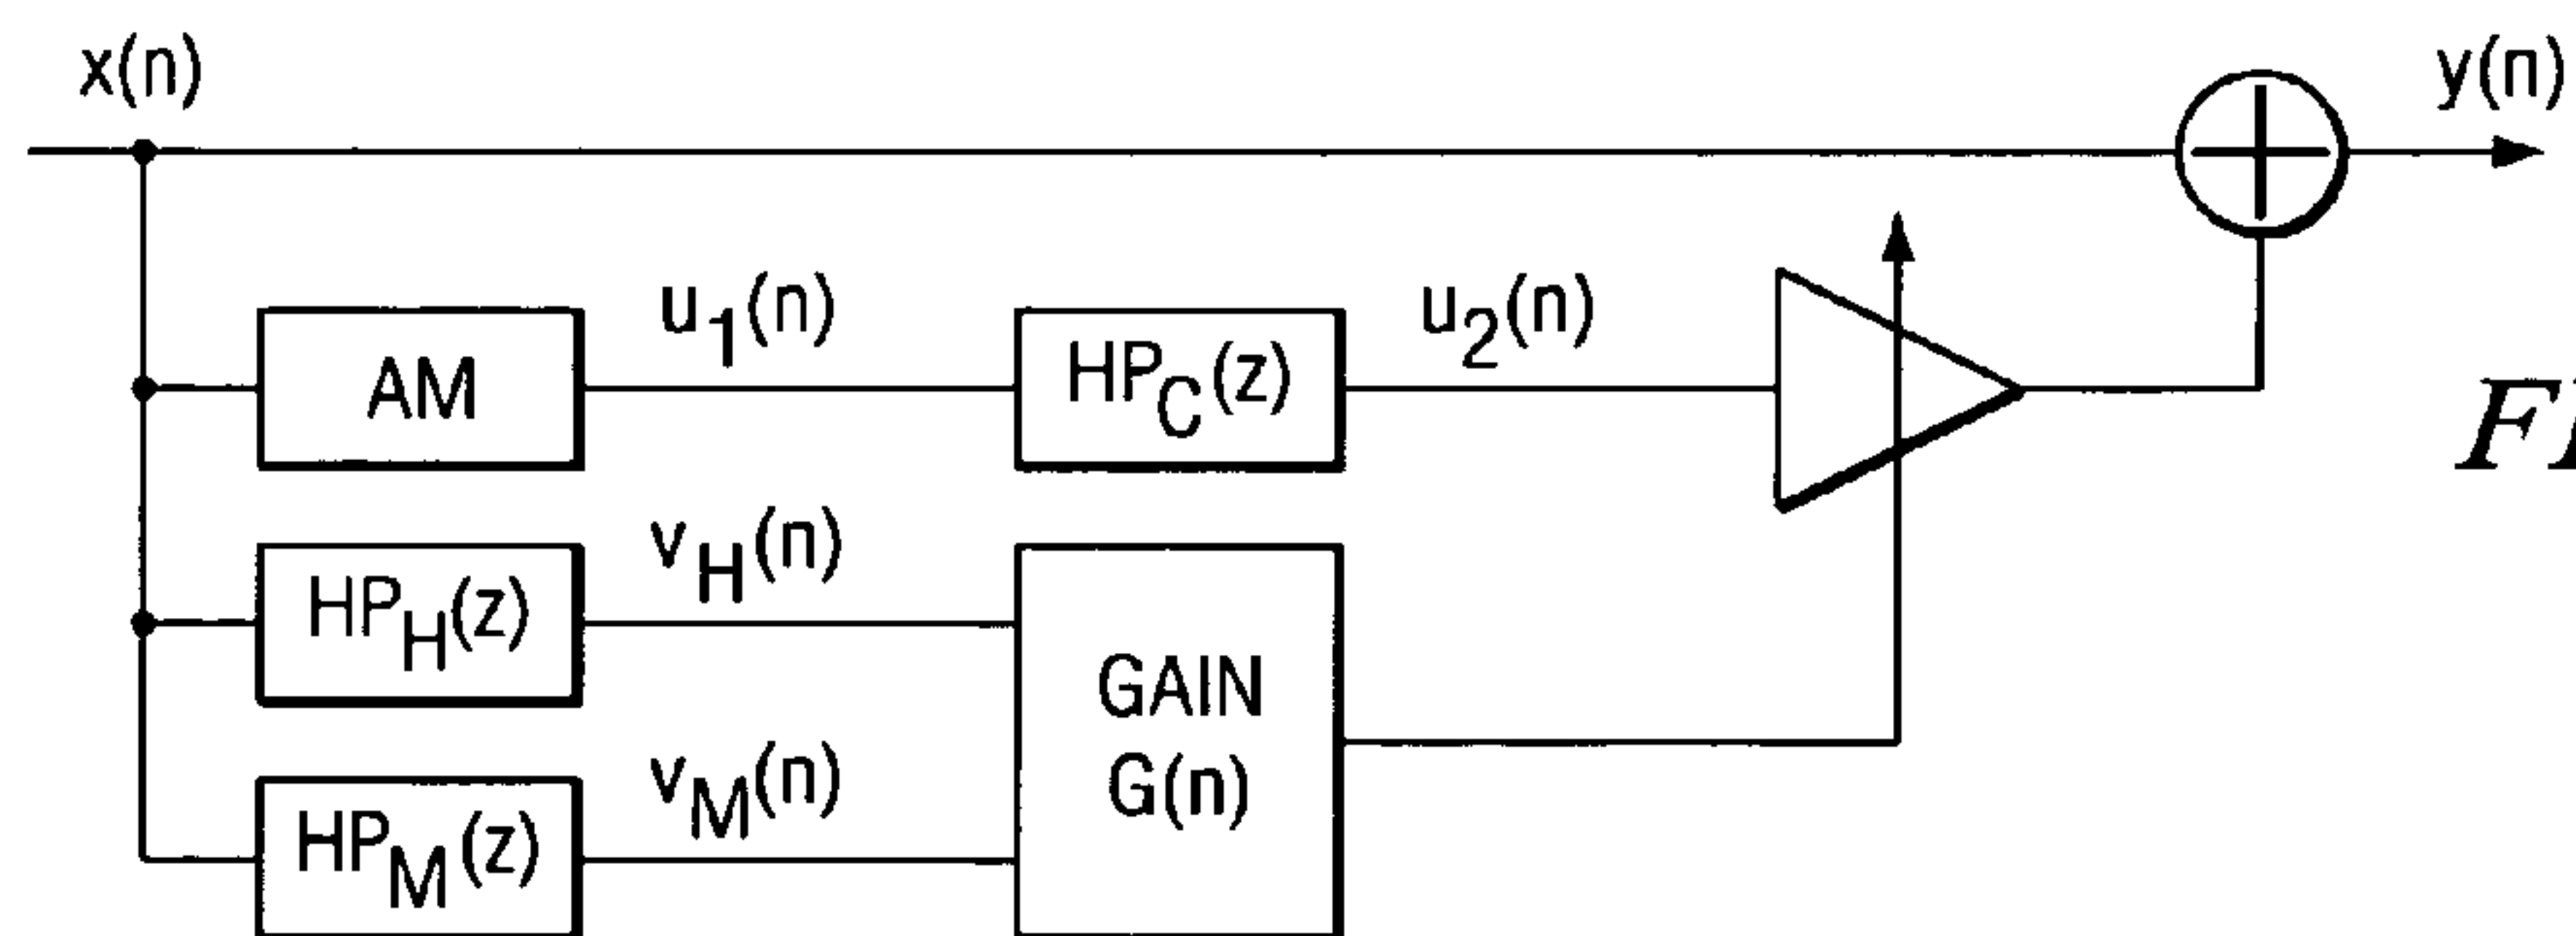 x(n)
y(n)
AM
u1(n)
HPC(z)
u2(n)
HPH(z)
vH(n)
GAIN
G(n)
HPM(z)
vM(n)